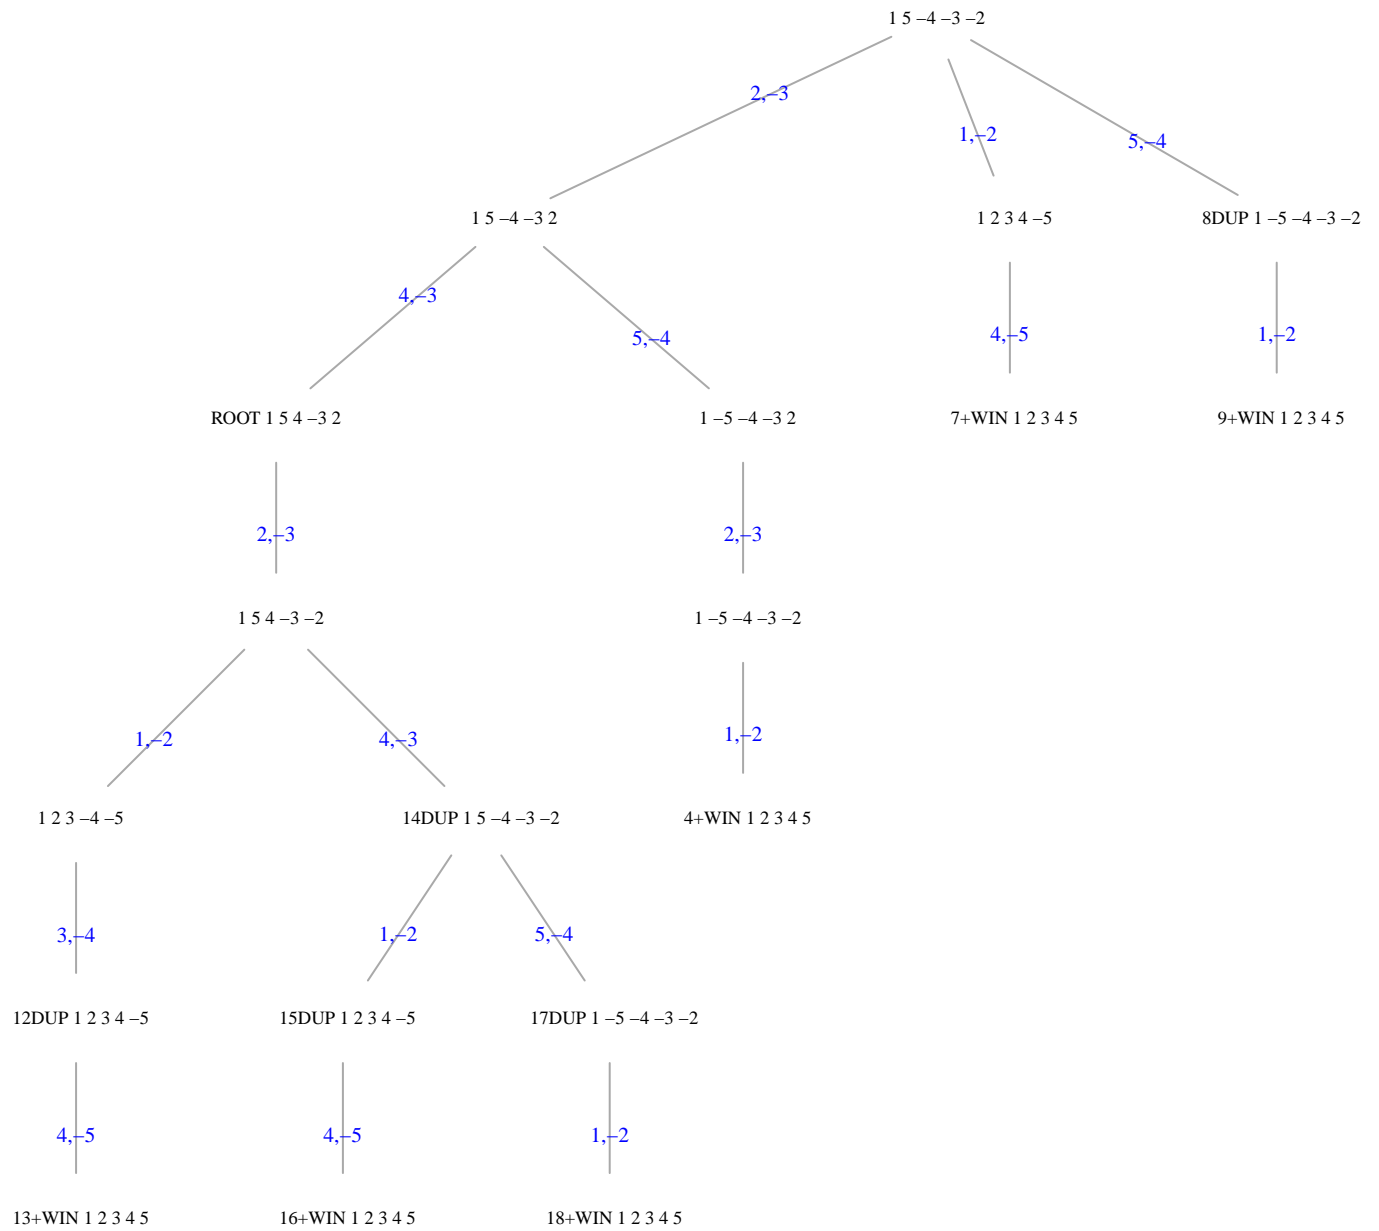 1 5 –4 –3 –2
2,–3
1,–2
5,–4
1 5 –4 –3 2
1 2 3 4 –5
8DUP 1 –5 –4 –3 –2
4,–3
5,–4
4,–5
1,–2
ROOT 1 5 4 –3 2
1 –5 –4 –3 2
7+WIN 1 2 3 4 5
9+WIN 1 2 3 4 5
2,–3
2,–3
1 5 4 –3 –2
1 –5 –4 –3 –2
1,–2
4,–3
1,–2
1 2 3 –4 –5
14DUP 1 5 –4 –3 –2
4+WIN 1 2 3 4 5
3,–4
1,–2
5,–4
12DUP 1 2 3 4 –5
15DUP 1 2 3 4 –5
17DUP 1 –5 –4 –3 –2
4,–5
4,–5
1,–2
13+WIN 1 2 3 4 5
16+WIN 1 2 3 4 5
18+WIN 1 2 3 4 5